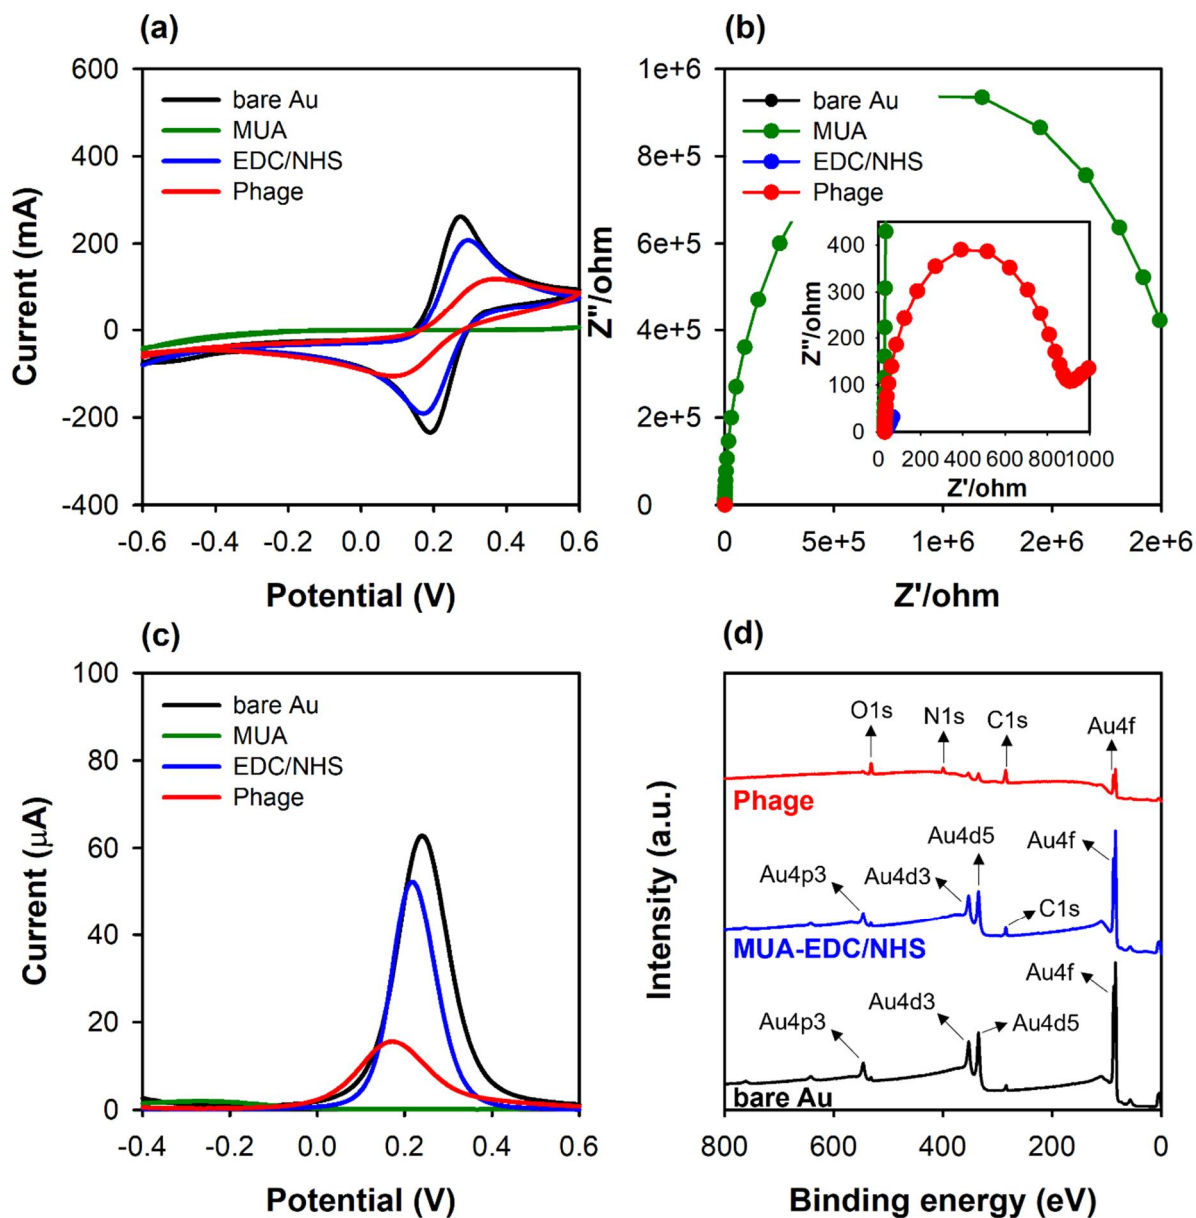 (a)
600
400
200
0
-200
-400
Current (mA)
bare Au
MUA
EDC/NHS
Phage
-0.6 -0.4 -0.2 0.0 0.2 0.4 0.6
Potential (V)
(b)
1e+6
8e+5
6e+5
4e+5
2e+5
0
Z"/ohm
bare Au
MUA
EDC/NHS
Phage
400
300
200
100
0
Z"/ohm
0 200 400 600 800 1000
Z'/ohm
0 5e+5 1e+6 2e+6 2e+6
Z'/ohm
(c)
100
80
60
40
20
0
Current (µA)
bare Au
MUA
EDC/NHS
Phage
-0.4 -0.2 0.0 0.2 0.4 0.6
Potential (V)
(d)
Intensity (a.u.)
O1s N1s C1s Au4f
Phage
Au4p3 Au4d3 Au4d5 Au4f
C1s
MUA-EDC/NHS
Au4p3 Au4d3 Au4d5 Au4f
bare Au
800 600 400 200 0
Binding energy (eV)